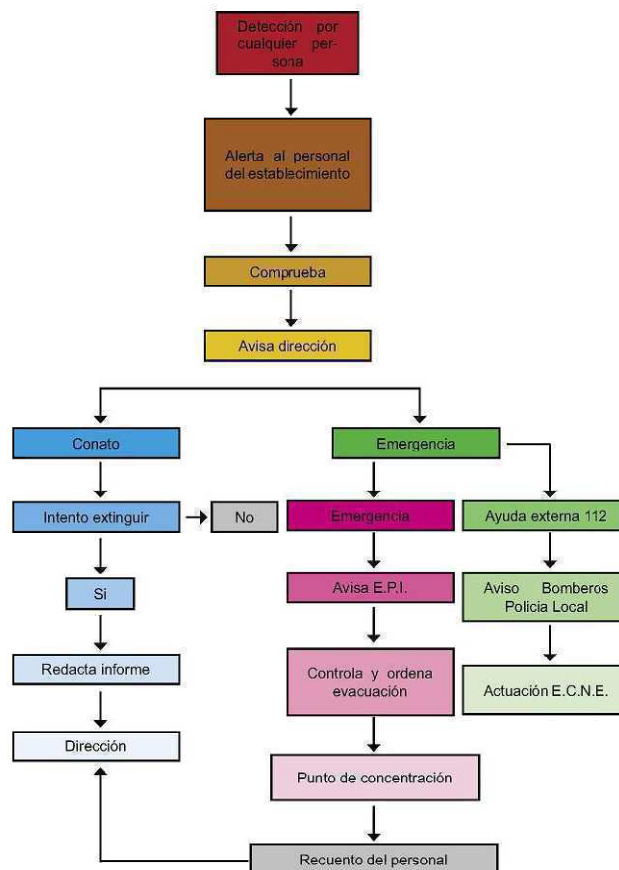 Detección por
cualquier per-
sona
Alerta al personal
del establecimiento
Comprueba
Avisa dirección
Conato
Emergencia
Intento extinguir
No
Emergencia
Ayuda externa 112
Si
Avisa E.P.I.
Aviso Bomberos
Policia Local
Redacta informe
Controla y ordena
evacuación
Actuación E.C.N.E.
Dirección
Punto de concentración
Recuento del personal